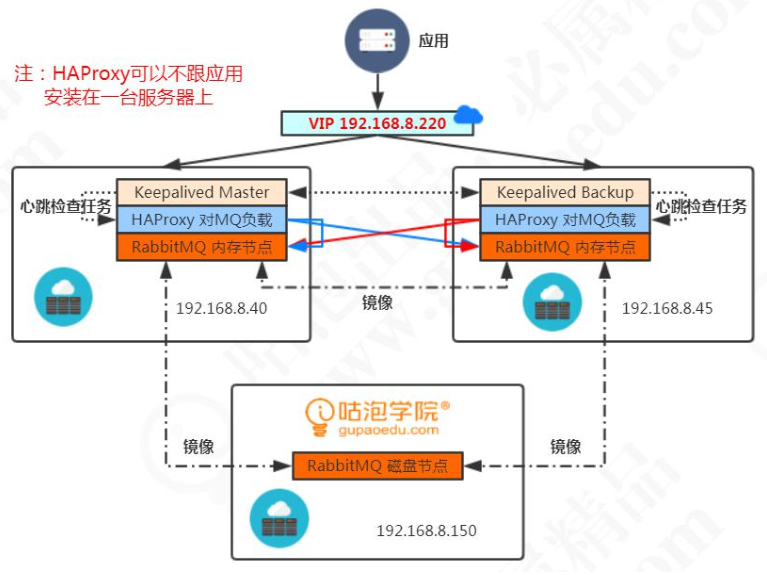 应用
注：HAProxy可以不跟应用
安装在一台服务器上
VIP 192.168.8.220
Keepalived Master
心跳检查任务
HAProxy 对MQ负载
RabbitMQ 内存节点
192.168.8.40
Keepalived Backup
心跳检查任务
HAProxy 对MQ负载
RabbitMQ 内存节点
192.168.8.45
镜像
镜像
镜像
咕泡学院®
gupaoedu.com
RabbitMQ 磁盘节点
192.168.8.150